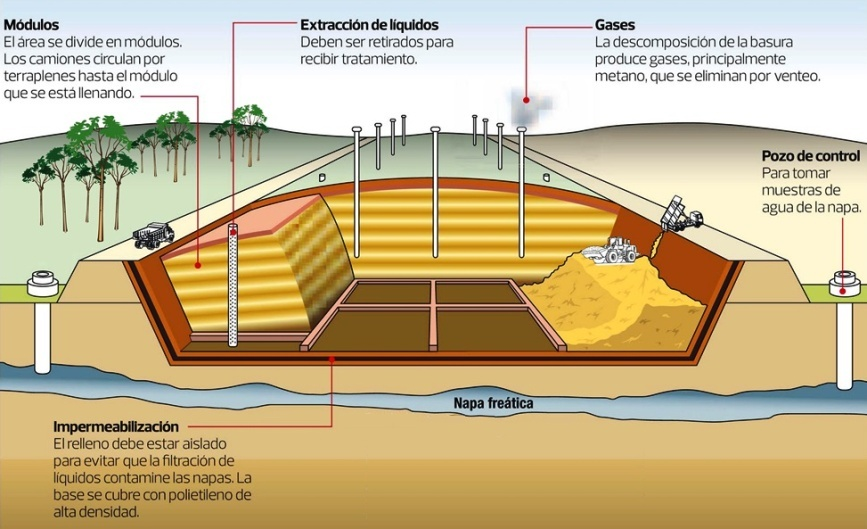 Módulos
El área se divide en módulos.
Los camiones circulan por
terraplenes hasta el módulo
que se está llenando.
Extracción de líquidos
Deben ser retirados para
recibir tratamiento.
Gases
La descomposición de la basura
produce gases, principalmente
metano, que se eliminan por venteo.
Pozo de control
Para tomar
muestras de
agua de la napa.
Napa freática
Impermeabilización
El relleno debe estar aislado
para evitar que la filtración de
líquidos contamine las napas. La
base se cubre con polietileno de
alta densidad.